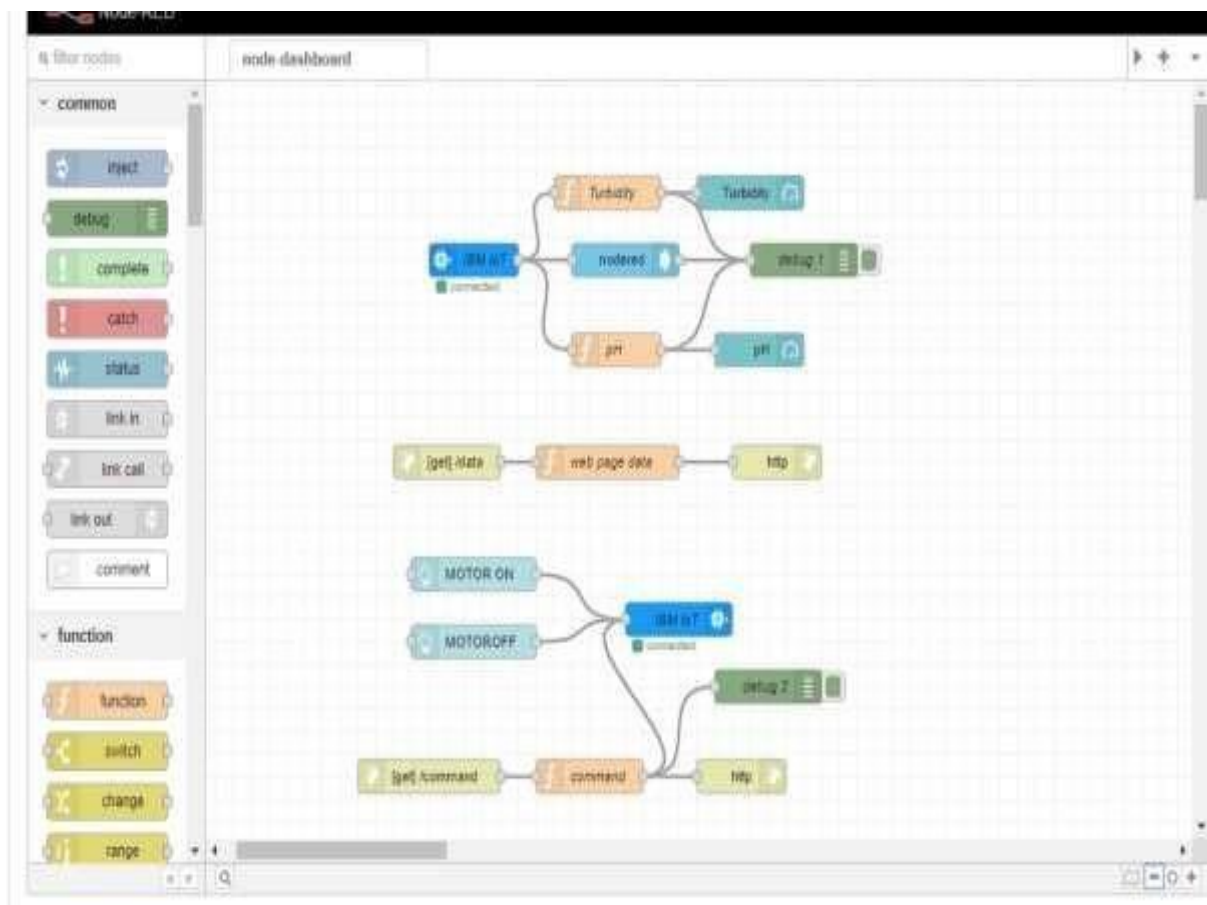 Node-RED
filter nodes
node-dashboard
common
inject
debug
complete
catch
status
link in
link call
link out
comment
function
function
switch
change
range
Turbidity
Turbidity
IBM IoT
connected
nodered
debug 1
pH
pH
[get] /data
web page data
http
MOTOR ON
MOTOROFF
IBM IoT
connected
debug 2
[get] /command
command
http